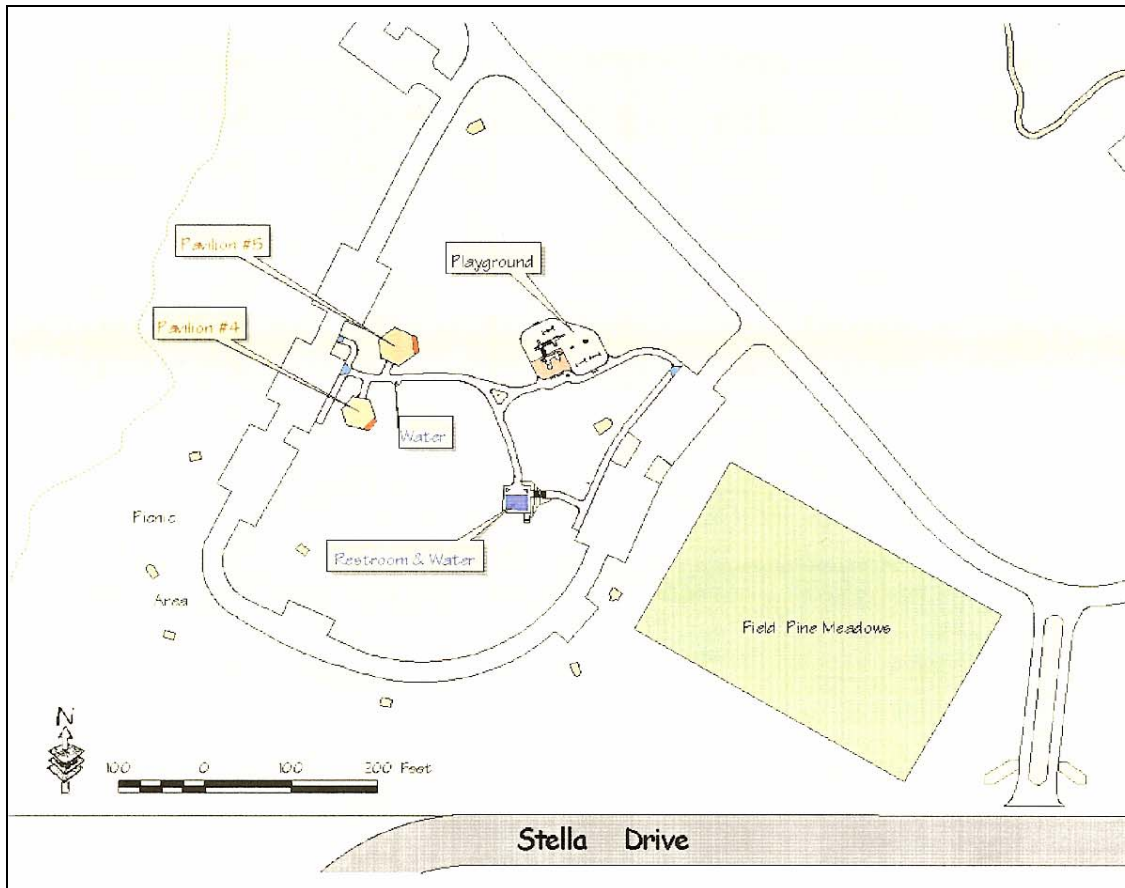 Pavilion #5
Playground
Pavilion #4
Water
Picnic
Area
Restroom & Water
Field Pine Meadows
N
100 0 100 200 Feet
Stella Drive